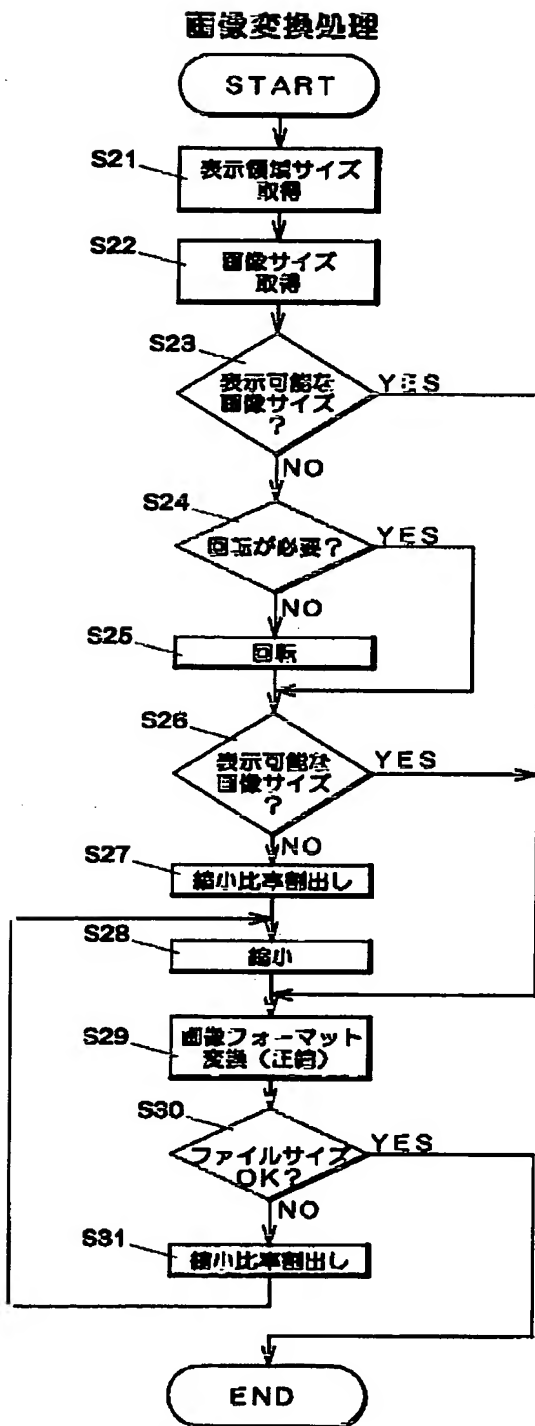 画像変換処理
START
S21
表示領域サイズ
取得
S22
画像サイズ
取得
S23
表示可能な
画像サイズ
?
YES
NO
S24
回転が必要?
YES
NO
S25
回転
S26
表示可能な
画像サイズ
?
YES
NO
S27
縮小比率割出し
S28
縮小
S29
画像フォーマット
変換(圧縮)
S30
ファイルサイズ
OK?
YES
NO
S31
縮小比率割出し
END